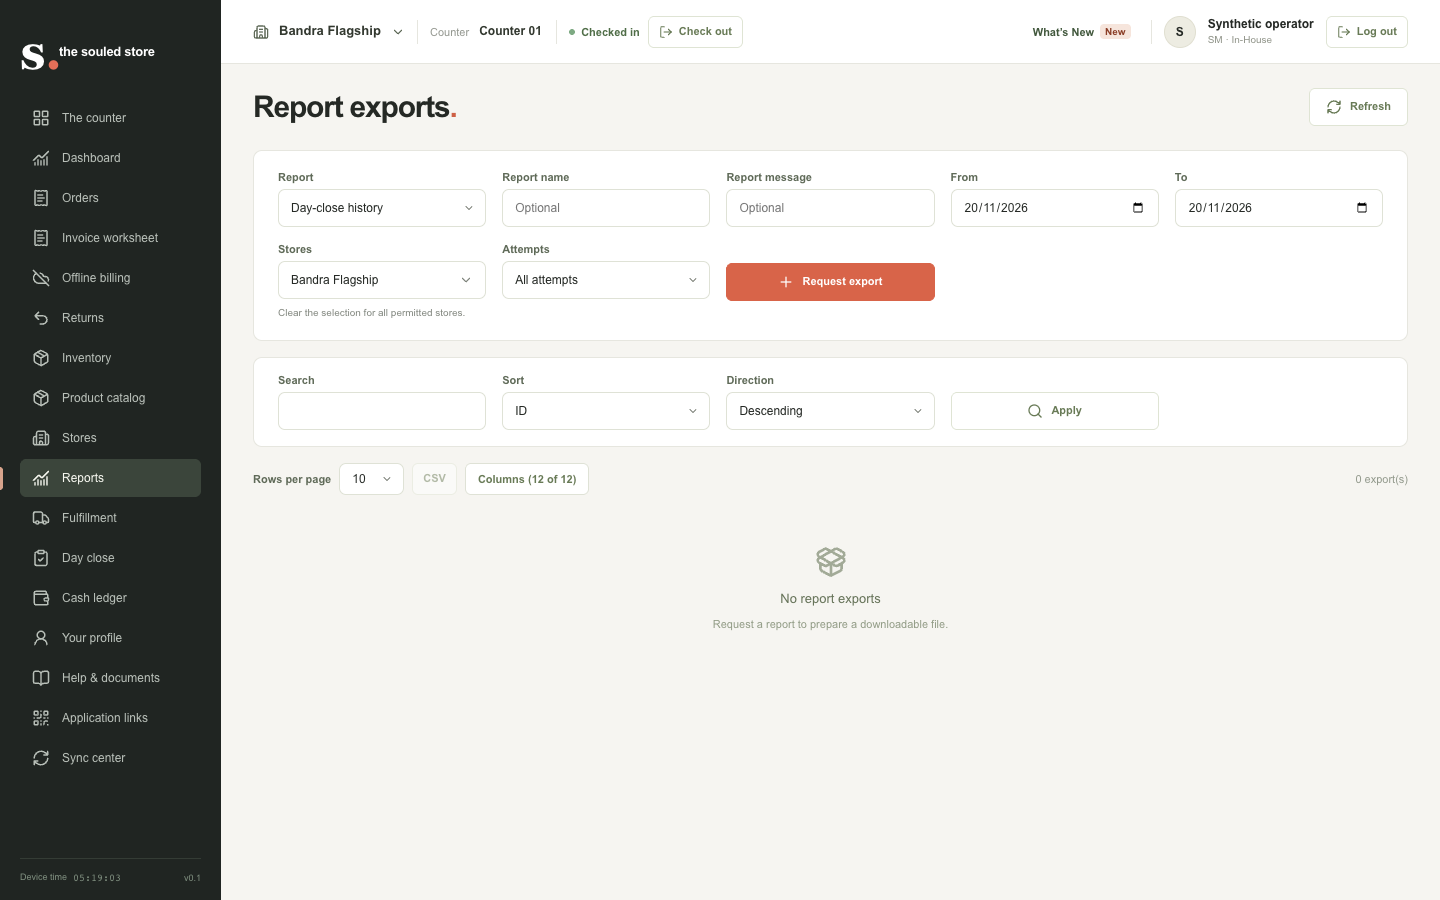 S.
the souled store
The counter
Dashboard
Orders
Invoice worksheet
Offline billing
Returns
Inventory
Product catalog
Stores
Reports
Fulfillment
Day close
Cash ledger
Your profile
Help & documents
Application links
Sync center
Device time 05:19:03 v0.1
Bandra Flagship Counter Counter 01 Checked in Check out What's New New S Synthetic operator Log out
SM · In-House
Report exports.
Refresh
Report Report name Report message From To
Day-close history Optional Optional 20/11/2026 20/11/2026
Stores Attempts
Bandra Flagship All attempts Request export
Clear the selection for all permitted stores.
Search Sort Direction
ID Descending Apply
Rows per page 10 CSV Columns (12 of 12) 0 export(s)
No report exports
Request a report to prepare a downloadable file.